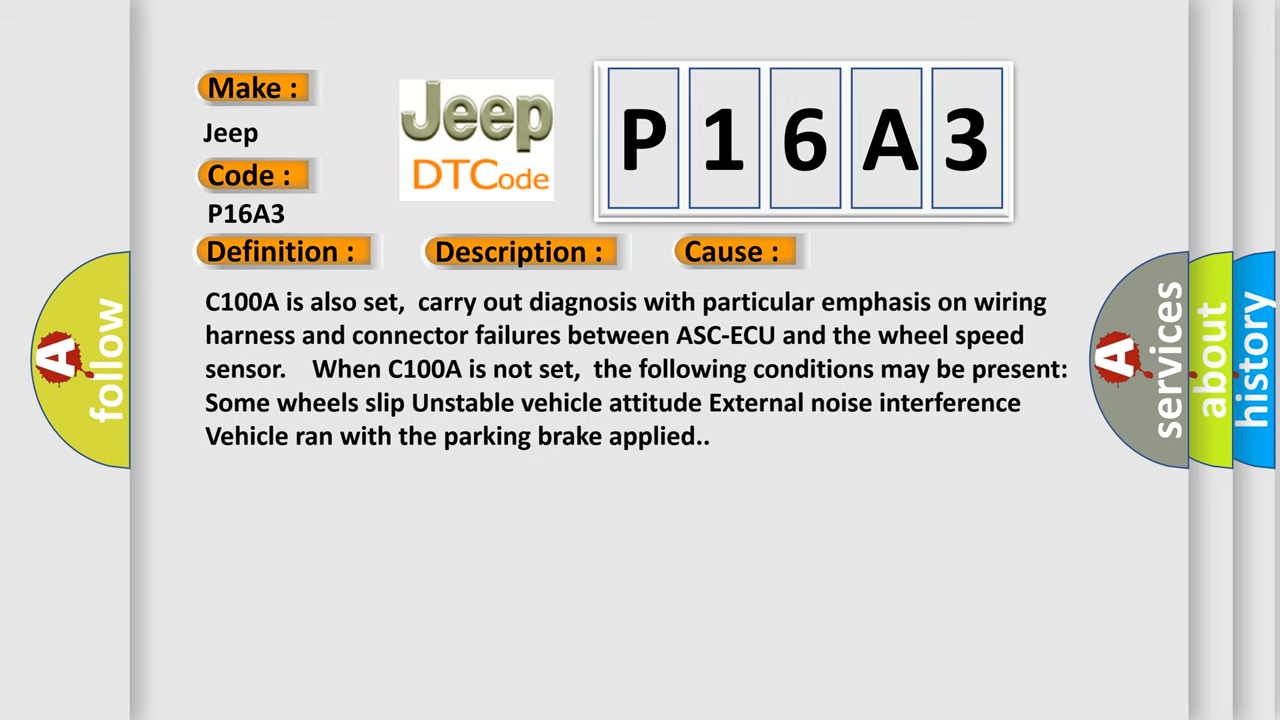 Make :
Jeep
Code :
P16A3
Jeep
DTCode
P16A3
Definition :
Description :
Cause :
C100A is also set,  carry out diagnosis with particular emphasis on wiring
harness and connector failures between ASC-ECU and the wheel speed
sensor.    When C100A is not set,  the following conditions may be present:
Some wheels slip Unstable vehicle attitude External noise interference
Vehicle ran with the parking brake applied..
A
follow
A
services
about
history